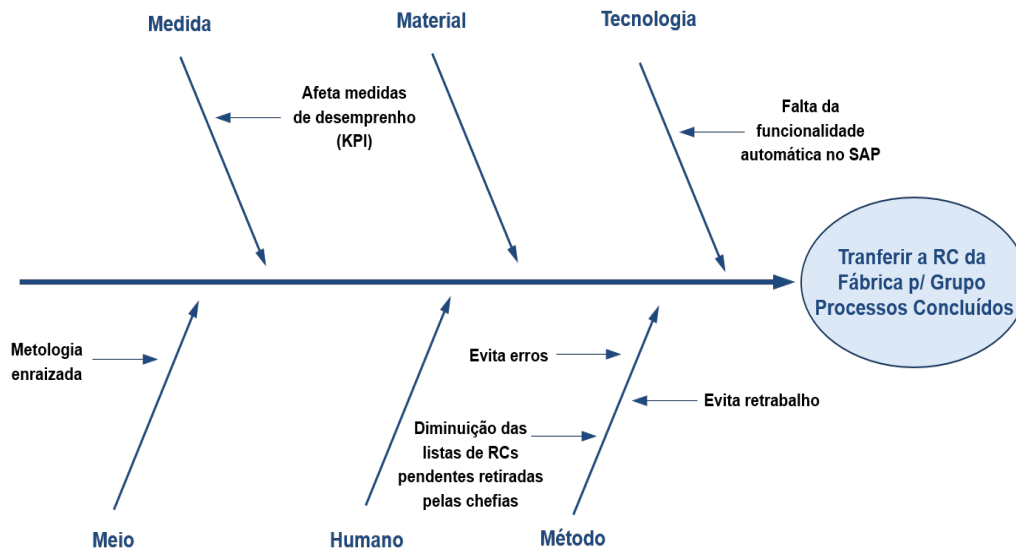 Medida
Material
Tecnologia
Afeta medidas
de desemprenho
(KPI)
Falta da
funcionalidade
automática no SAP
Tranferir a RC da
Fábrica p/ Grupo
Processos Concluídos
Metologia
enraizada
Evita erros
Evita retrabalho
Diminuição das
listas de RCs
pendentes retiradas
pelas chefias
Meio
Humano
Método